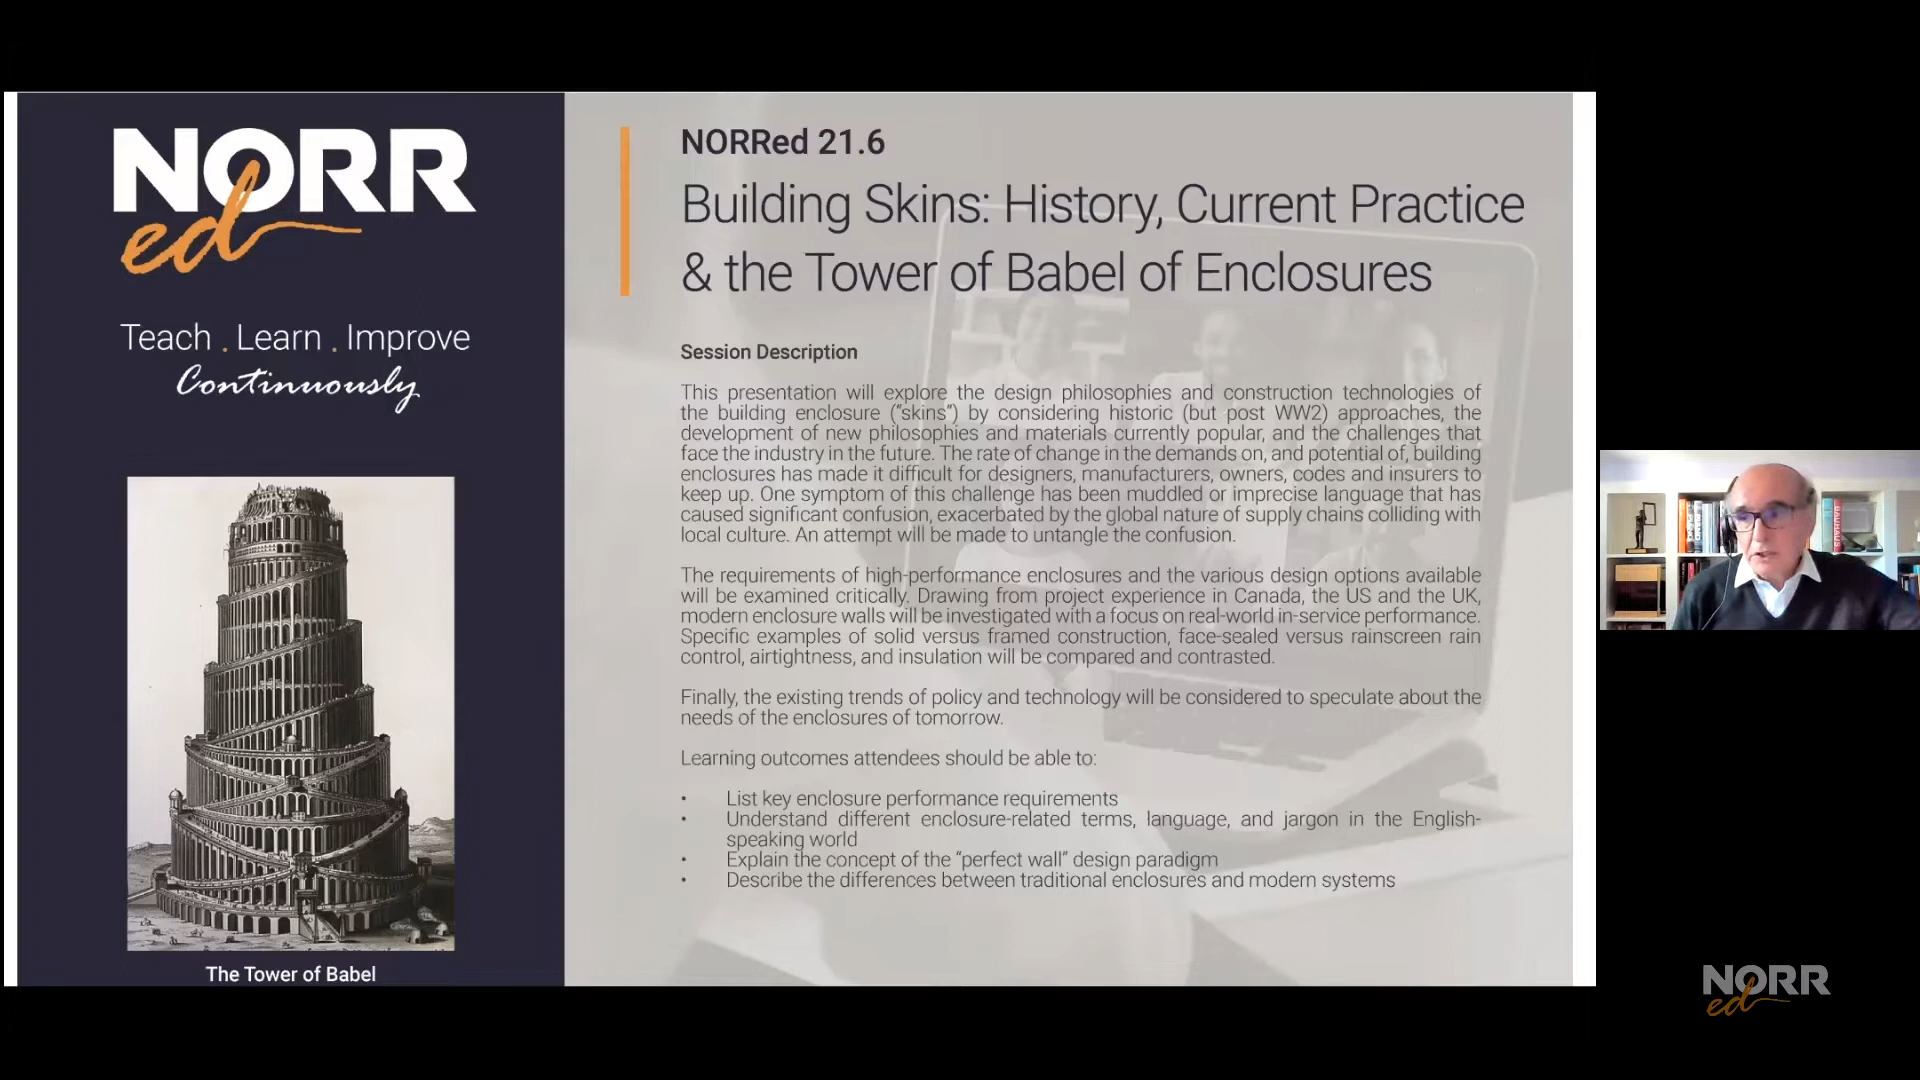 NORR
ed
Teach . Learn . Improve
Continuously
The Tower of Babel
NORRed 21.6
Building Skins: History, Current Practice
& the Tower of Babel of Enclosures
Session Description
This presentation will explore the design philosophies and construction technologies of
the building enclosure (“skins”) by considering historic (but post WW2) approaches, the
development of new philosophies and materials currently popular, and the challenges that
face the industry in the future. The rate of change in the demands on, and potential of, building
enclosures has made it difficult for designers, manufacturers, owners, codes and insurers to
keep up. One symptom of this challenge has been muddled or imprecise language that has
caused significant confusion, exacerbated by the global nature of supply chains colliding with
local culture. An attempt will be made to untangle the confusion.
The requirements of high-performance enclosures and the various design options available
will be examined critically. Drawing from project experience in Canada, the US and the UK,
modern enclosure walls will be investigated with a focus on real-world in-service performance.
Specific examples of solid versus framed construction, face-sealed versus rainscreen rain
control, airtightness, and insulation will be compared and contrasted.
Finally, the existing trends of policy and technology will be considered to speculate about the
needs of the enclosures of tomorrow.
Learning outcomes attendees should be able to:
• List key enclosure performance requirements
• Understand different enclosure-related terms, language, and jargon in the English-
speaking world
• Explain the concept of the “perfect wall” design paradigm
• Describe the differences between traditional enclosures and modern systems
BAUHAUS
NORR
ed